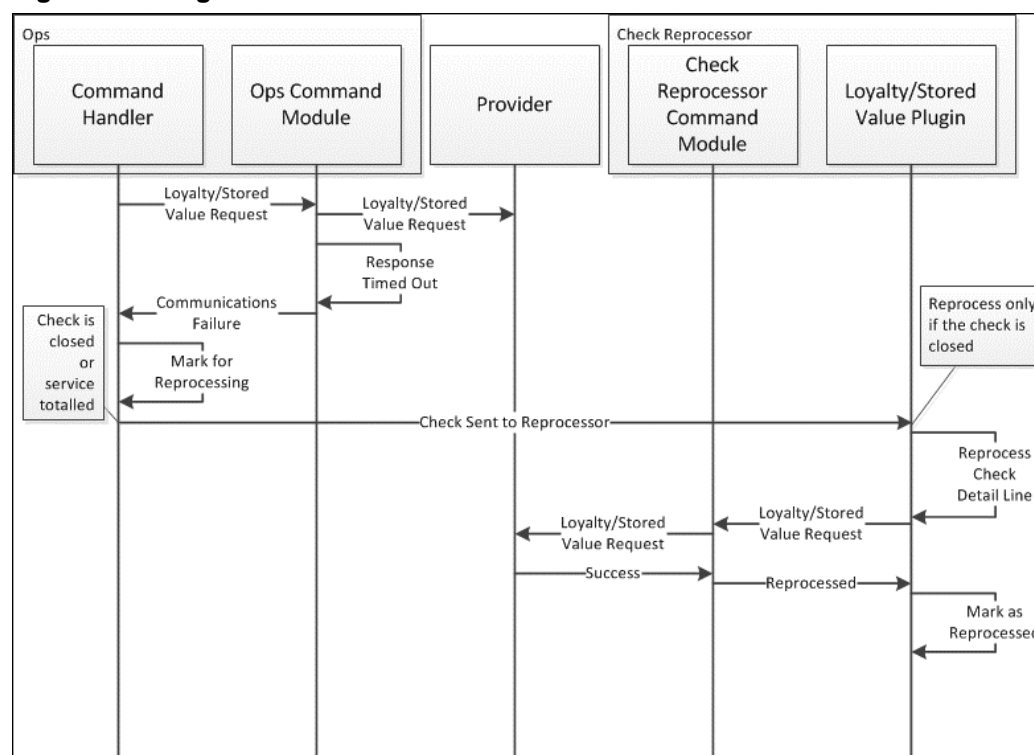 Ops
Check Reprocessor
Command
Handler
Ops Command
Module
Provider
Check
Reprocessor
Command
Module
Loyalty/Stored
Value Plugin
Loyalty/Stored
Value Request
Loyalty/Stored
Value Request
Response
Timed Out
Communications
Failure
Check is
closed
or
service
totalled
Mark for
Reprocessing
Reprocess only
if the check is
closed
Check Sent to Reprocessor
Reprocess
Check
Detail Line
Loyalty/Stored
Value Request
Loyalty/Stored
Value Request
Success
Reprocessed
Mark as
Reprocessed